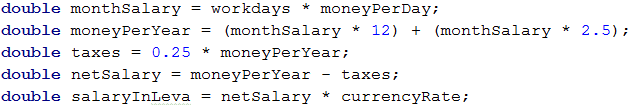 double monthSalary = workdays * moneyPerDay;
double moneyPerYear = (monthSalary * 12) + (monthSalary * 2.5);
double taxes = 0.25 * moneyPerYear;
double netSalary = moneyPerYear - taxes;
double salaryInLeva = netSalary * currencyRate;